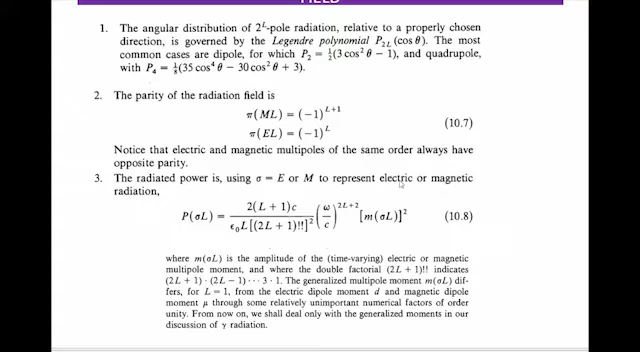 FIELD
1. The angular distribution of 2^L-pole radiation, relative to a properly chosen
direction, is governed by the Legendre polynomial P_{2L}(cos θ). The most
common cases are dipole, for which P_2 = ½(3 cos² θ − 1), and quadrupole,
with P_4 = ⅛(35 cos⁴ θ − 30 cos² θ + 3).
2. The parity of the radiation field is
π(ML) = (−1)^{L+1}
π(EL) = (−1)^L (10.7)
Notice that electric and magnetic multipoles of the same order always have
opposite parity.
3. The radiated power is, using σ = E or M to represent electric or magnetic
radiation,
P(σL) = 2(L + 1)c / ε_0 L[(2L + 1)!!]² (ω/c)^{2L+2} [m(σL)]² (10.8)
where m(σL) is the amplitude of the (time-varying) electric or magnetic
multipole moment, and where the double factorial (2L + 1)!! indicates
(2L + 1) · (2L − 1) ··· 3 · 1. The generalized multipole moment m(σL) dif-
fers, for L = 1, from the electric dipole moment d and magnetic dipole
moment μ through some relatively unimportant numerical factors of order
unity. From now on, we shall deal only with the generalized moments in our
discussion of γ radiation.